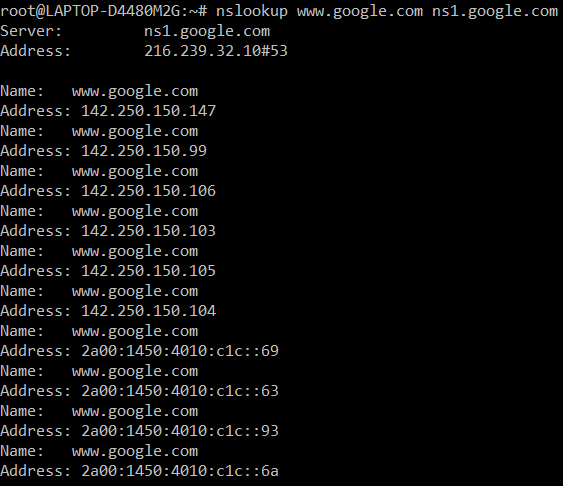 root@LAPTOP-D4480M2G:~# nslookup www.google.com ns1.google.com
Server:         ns1.google.com
Address:        216.239.32.10#53

Name:   www.google.com
Address: 142.250.150.147
Name:   www.google.com
Address: 142.250.150.99
Name:   www.google.com
Address: 142.250.150.106
Name:   www.google.com
Address: 142.250.150.103
Name:   www.google.com
Address: 142.250.150.105
Name:   www.google.com
Address: 142.250.150.104
Name:   www.google.com
Address: 2a00:1450:4010:c1c::69
Name:   www.google.com
Address: 2a00:1450:4010:c1c::63
Name:   www.google.com
Address: 2a00:1450:4010:c1c::93
Name:   www.google.com
Address: 2a00:1450:4010:c1c::6a